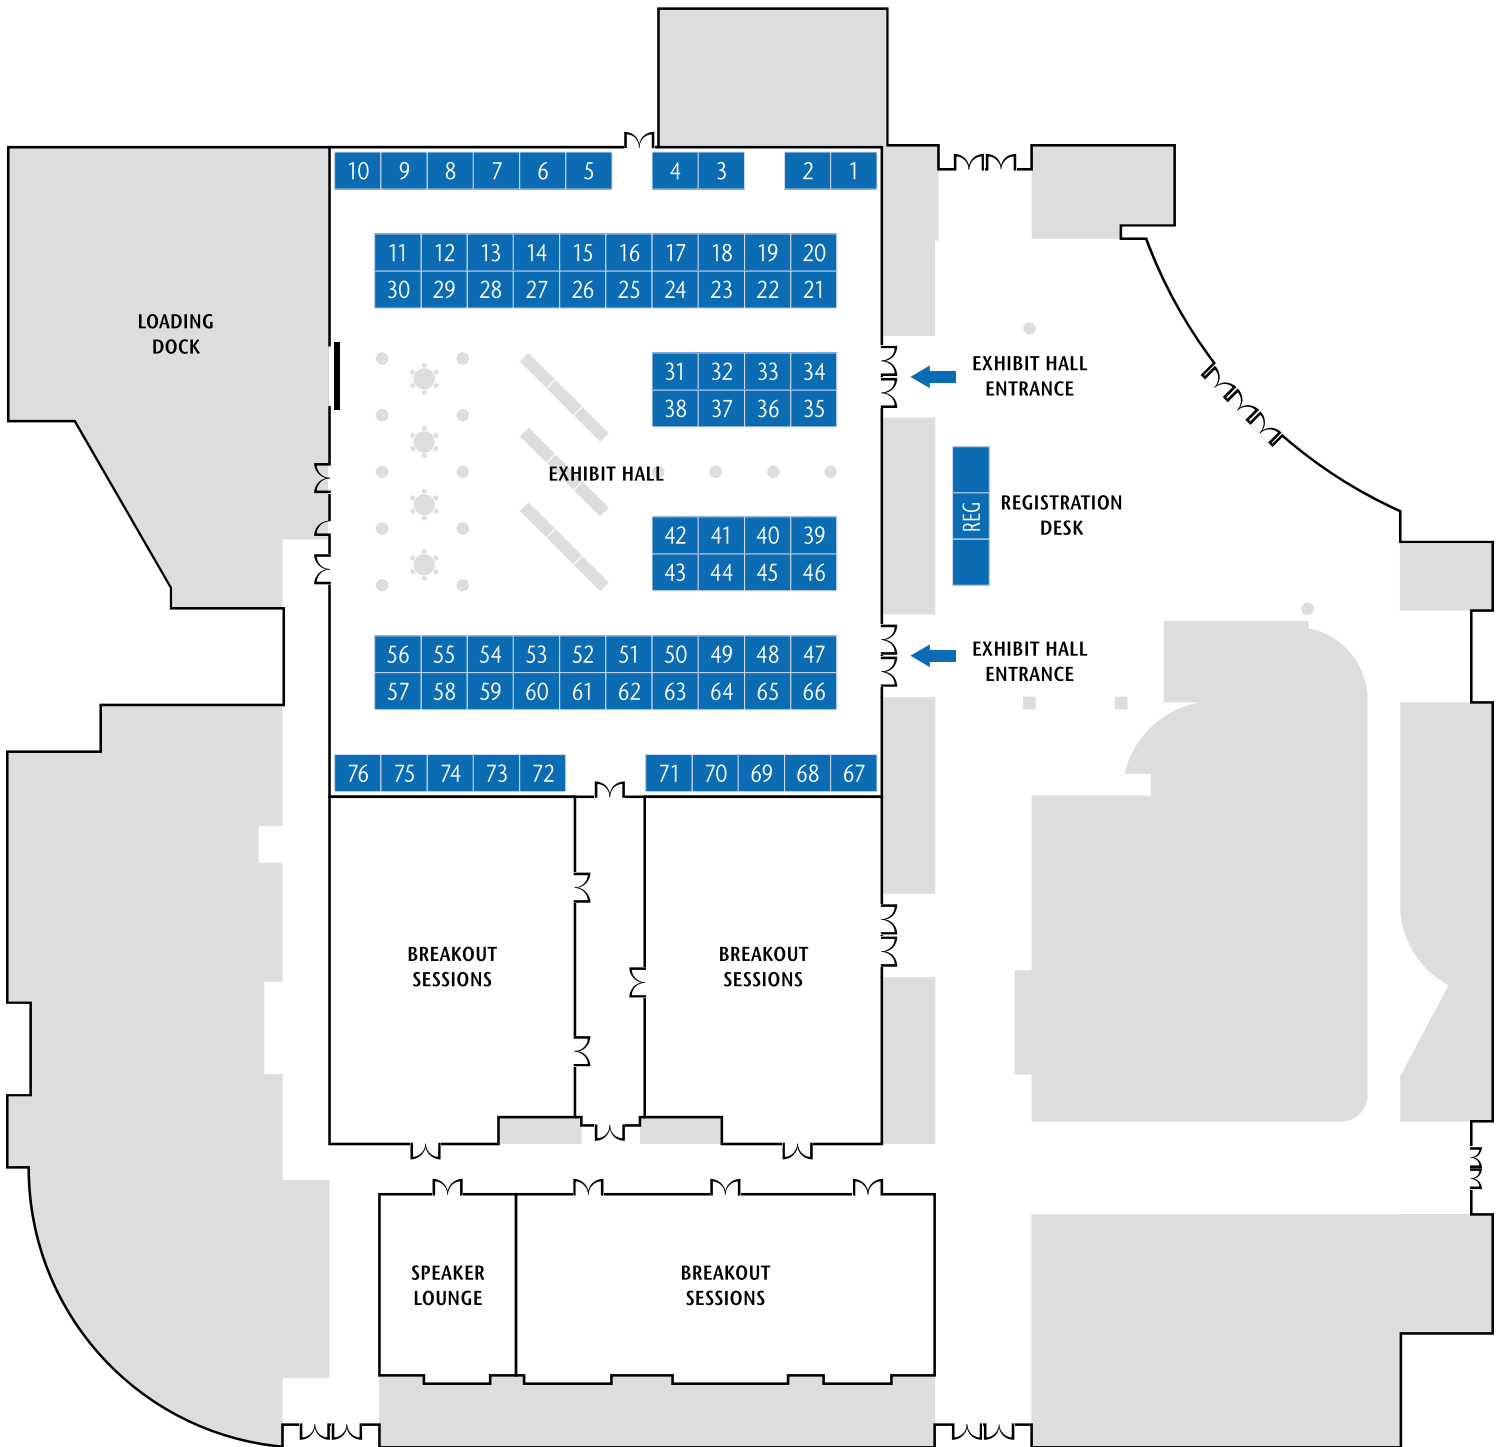 10 9 8 7 6 5 4 3 2 1
11 12 13 14 15 16 17 18 19 20
30 29 28 27 26 25 24 23 22 21
LOADING
DOCK
31 32 33 34
38 37 36 35
EXHIBIT HALL
ENTRANCE
EXHIBIT HALL
REG
REGISTRATION
DESK
42 41 40 39
43 44 45 46
56 55 54 53 52 51 50 49 48 47
57 58 59 60 61 62 63 64 65 66
EXHIBIT HALL
ENTRANCE
76 75 74 73 72 71 70 69 68 67
BREAKOUT
SESSIONS
BREAKOUT
SESSIONS
SPEAKER
LOUNGE
BREAKOUT
SESSIONS